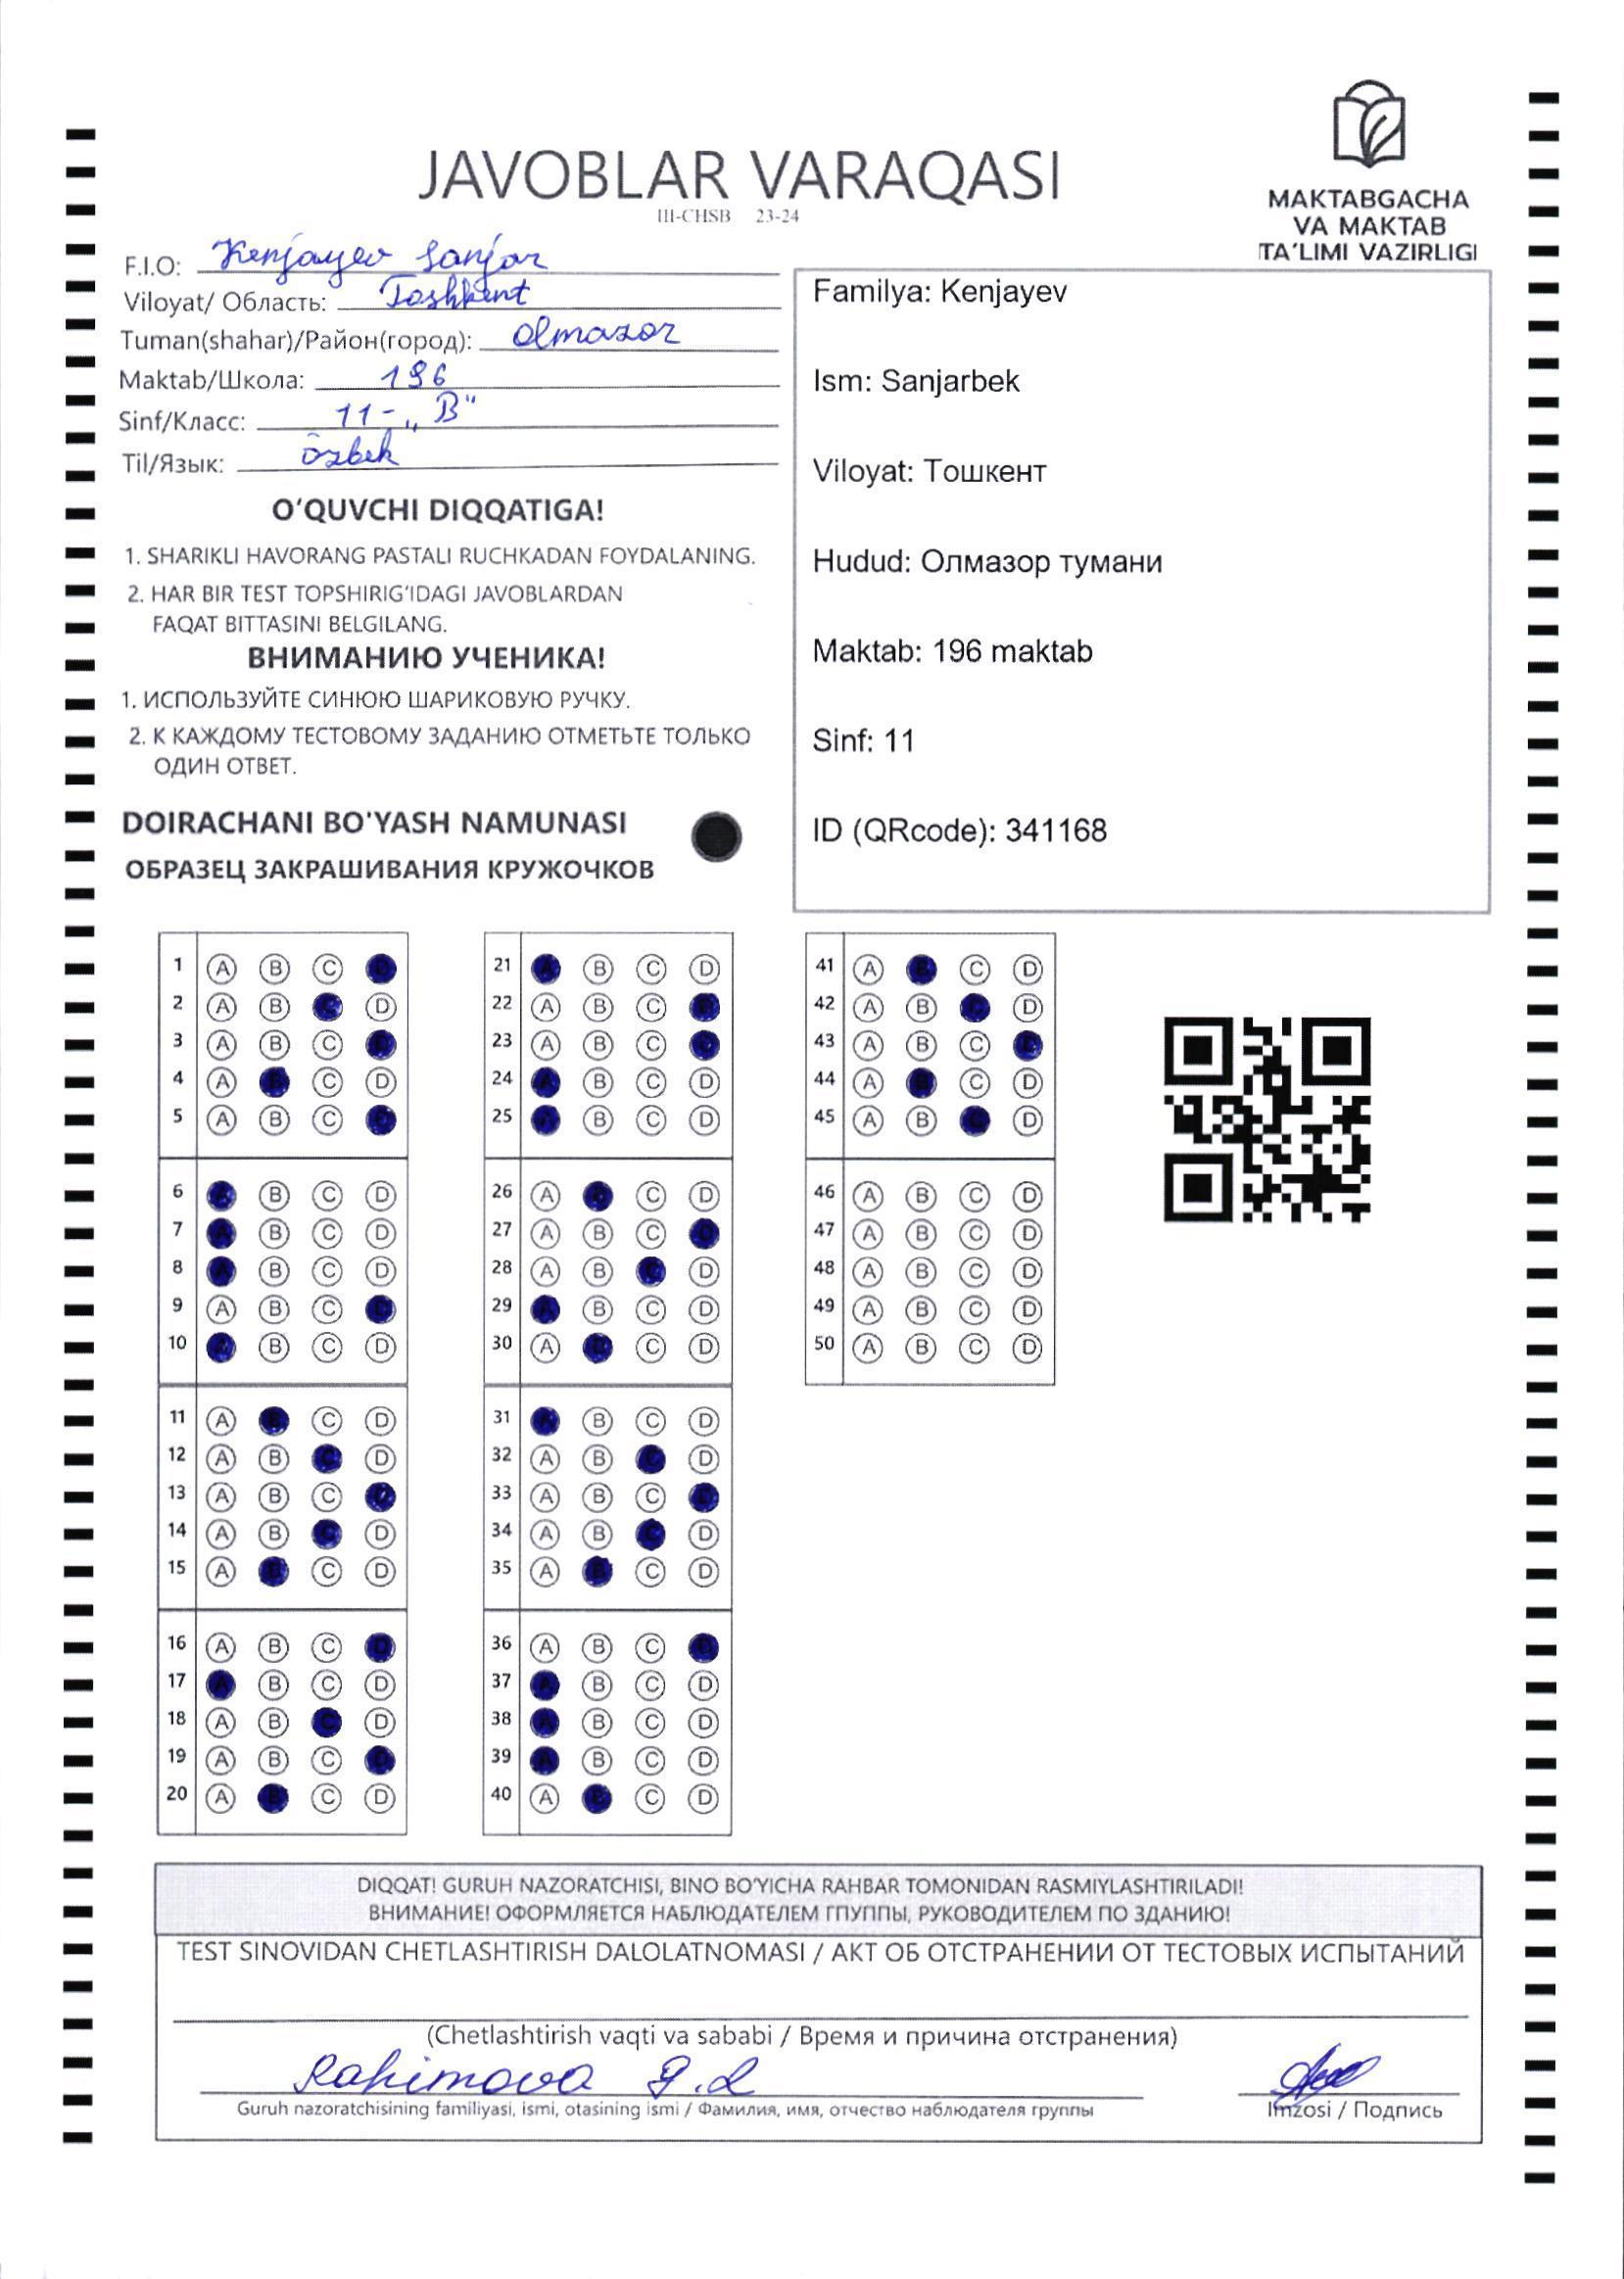 JAVOBLAR VARAQASI
III-CHSB 23-24
MAKTABGACHA
VA MAKTAB
TA'LIMI VAZIRLIGI
F.I.O: Kenjayev Sanjar
Viloyat/ Область: Toshkent
Tuman(shahar)/Район(город): Olmazor
Maktab/Школа: 196
Sinf/Класс: 11-„B"
Til/Язык: Ozbek
O'QUVCHI DIQQATIGA!
1. SHARIKLI HAVORANG PASTALI RUCHKADAN FOYDALANING.
2. HAR BIR TEST TOPSHIRIG'IDAGI JAVOBLARDAN
FAQAT BITTASINI BELGILANG.
ВНИМАНИЮ УЧЕНИКА!
1. ИСПОЛЬЗУЙТЕ СИНЮЮ ШАРИКОВУЮ РУЧКУ.
2. К КАЖДОМУ ТЕСТОВОМУ ЗАДАНИЮ ОТМЕТЬТЕ ТОЛЬКО
ОДИН ОТВЕТ.
DOIRACHANI BO'YASH NAMUNASI
ОБРАЗЕЦ ЗАКРАШИВАНИЯ КРУЖОЧКОВ
Familya: Kenjayev
Ism: Sanjarbek
Viloyat: Тошкент
Hudud: Олмазор тумани
Maktab: 196 maktab
Sinf: 11
ID (QRcode): 341168
1 A B C D
2 A B C D
3 A B C D
4 A B C D
5 A B C D
6 A B C D
7 A B C D
8 A B C D
9 A B C D
10 A B C D
11 A B C D
12 A B C D
13 A B C D
14 A B C D
15 A B C D
16 A B C D
17 A B C D
18 A B C D
19 A B C D
20 A B C D
21 A B C D
22 A B C D
23 A B C D
24 A B C D
25 A B C D
26 A B C D
27 A B C D
28 A B C D
29 A B C D
30 A B C D
31 A B C D
32 A B C D
33 A B C D
34 A B C D
35 A B C D
36 A B C D
37 A B C D
38 A B C D
39 A B C D
40 A B C D
41 A B C D
42 A B C D
43 A B C D
44 A B C D
45 A B C D
46 A B C D
47 A B C D
48 A B C D
49 A B C D
50 A B C D
DIQQAT! GURUH NAZORATCHISI, BINO BO'YICHA RAHBAR TOMONIDAN RASMIYLASHTIRILADI!
ВНИМАНИЕ! ОФОРМЛЯЕТСЯ НАБЛЮДАТЕЛЕМ ГПУППЫ, РУКОВОДИТЕЛЕМ ПО ЗДАНИЮ!
TEST SINOVIDAN CHETLASHTIRISH DALOLATNOMASI / АКТ ОБ ОТСТРАНЕНИИ ОТ ТЕСТОВЫХ ИСПЫТАНИЙ
(Chetlashtirish vaqti va sababi / Время и причина отстранения)
Rahimova
Guruh nazoratchisining familiyasi, ismi, otasining ismi / Фамилия, имя, отчество наблюдателя группы
Imzosi / Подпись